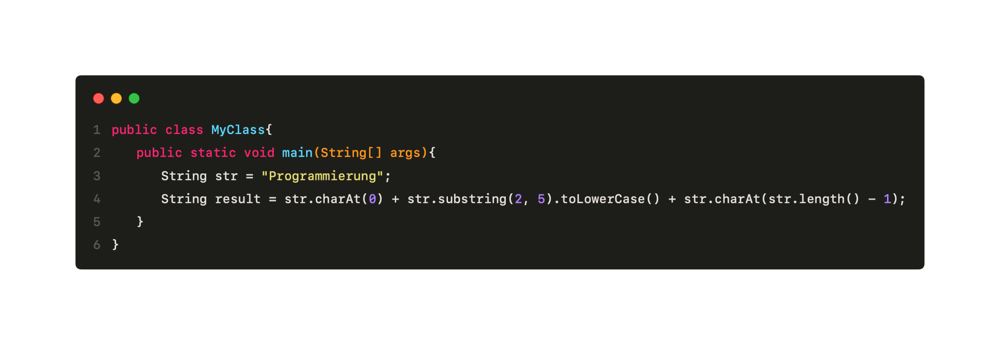 1 public class MyClass{
2 public static void main(String[] args){
3 String str = "Programmierung";
4 String result = str.charAt(0) + str.substring(2, 5).toLowerCase() + str.charAt(str.length() - 1);
5 }
6 }